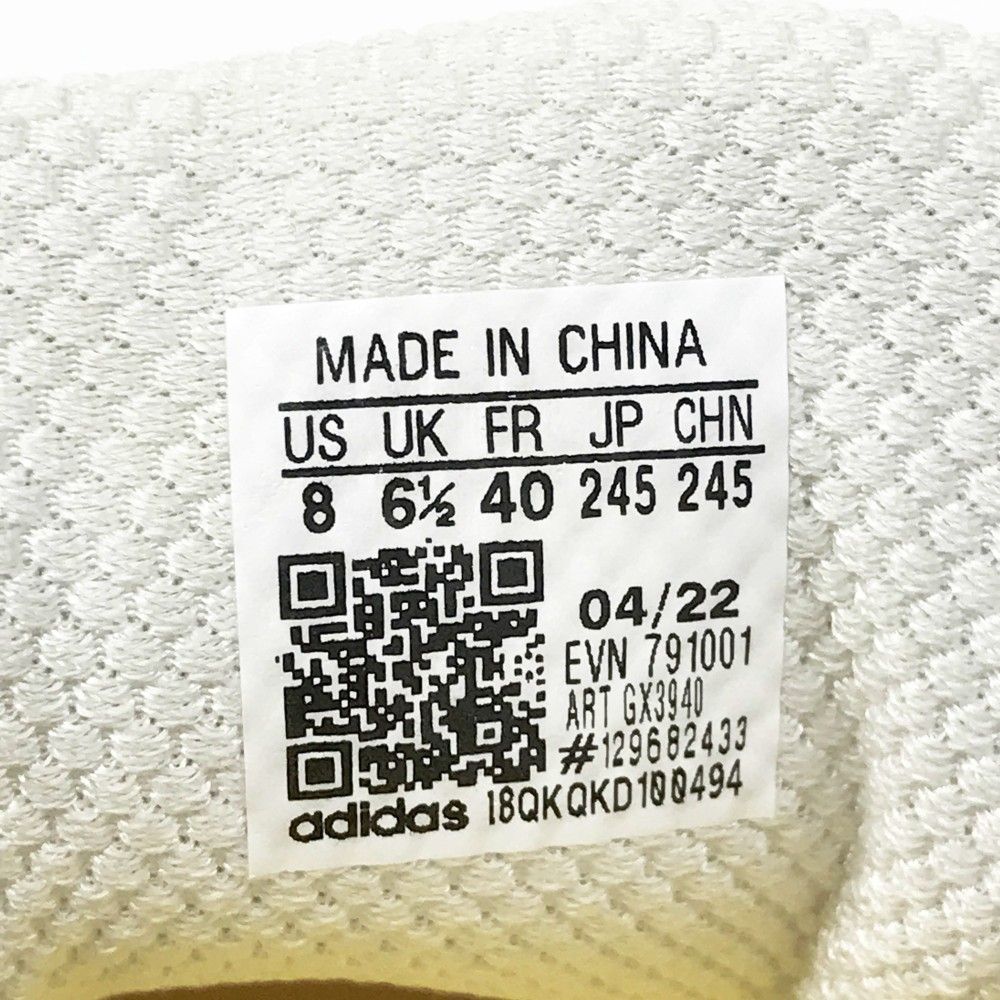 MADE IN CHINA
US UK FR JP CHN
8 6½ 40 245 245
04/22
EVN 791001
ART GX3940
#129682433
adidas 18QKQKD100494